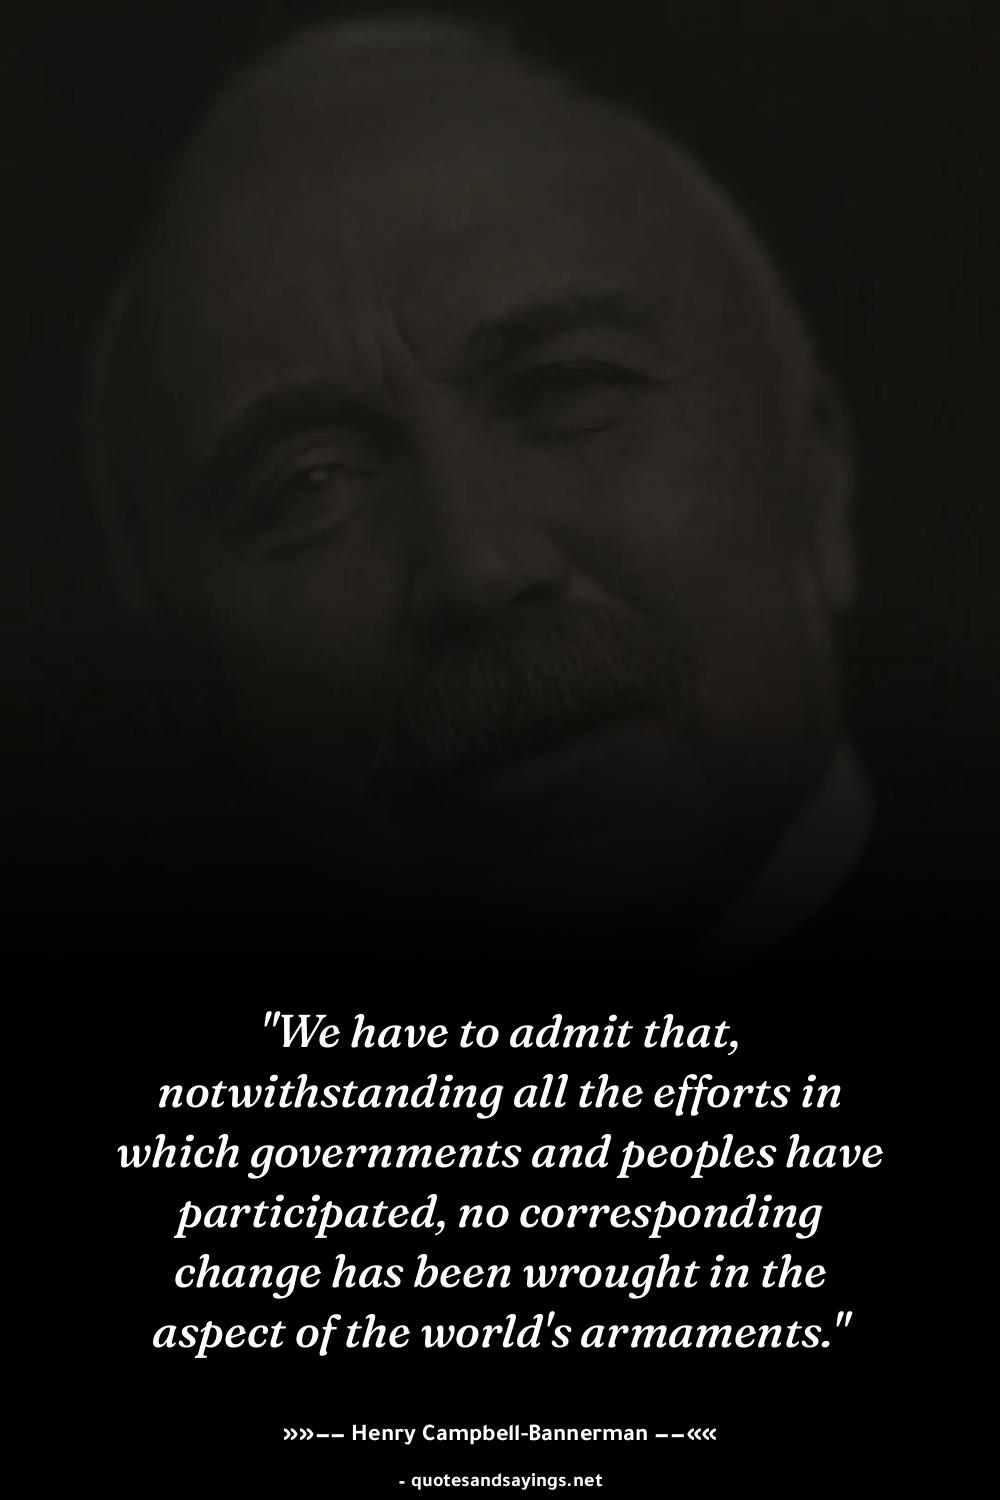 "We have to admit that,
notwithstanding all the efforts in
which governments and peoples have
participated, no corresponding
change has been wrought in the
aspect of the world's armaments."
»»–– Henry Campbell-Bannerman ––««
- quotesandsayings.net